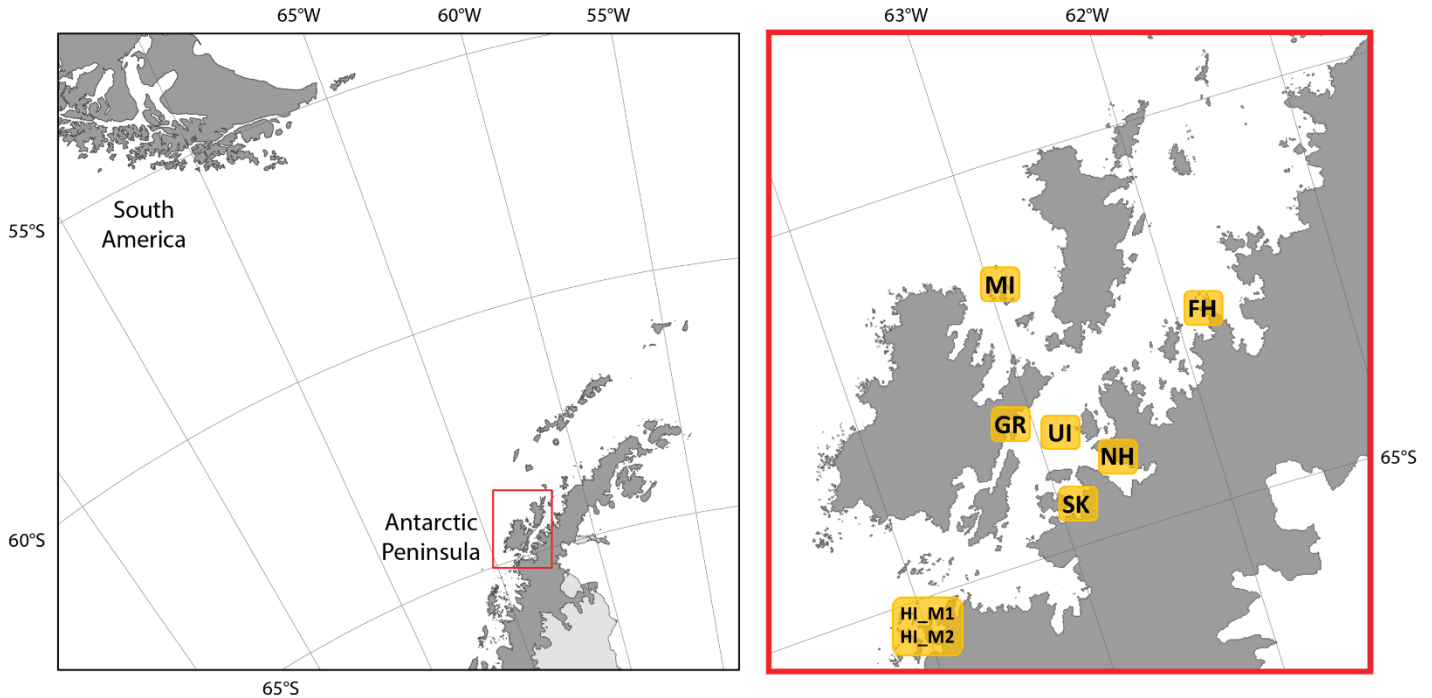 65°W
60°W
55°W
63°W
62°W
South
America
55°S
MI
FH
GR
UI
NH
65°S
SK
Antarctic
Peninsula
60°S
HI_M1
HI_M2
65°S